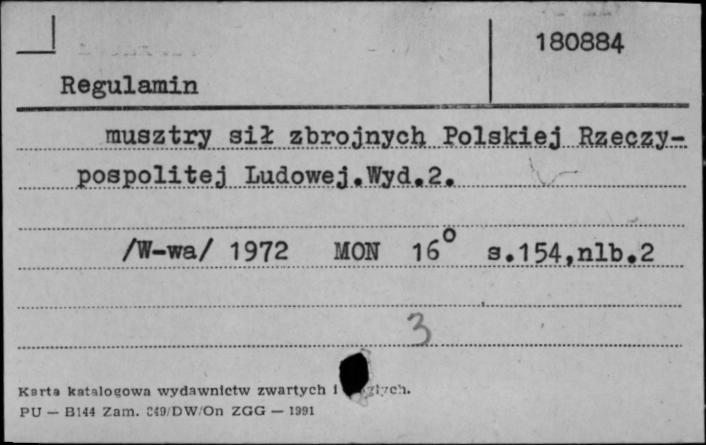 180884
Regulamin
musztry sił zbrojnych Polskiej Rzeczy-
pospolitej Ludowej.Wyd.2.
/W-wa/ 1972 MON 16° s.154,nlb.2
3
Karta katalogowa wydawnictw zwartych i
PU — B144 Zam. 249/DW/On ZGG — 1991